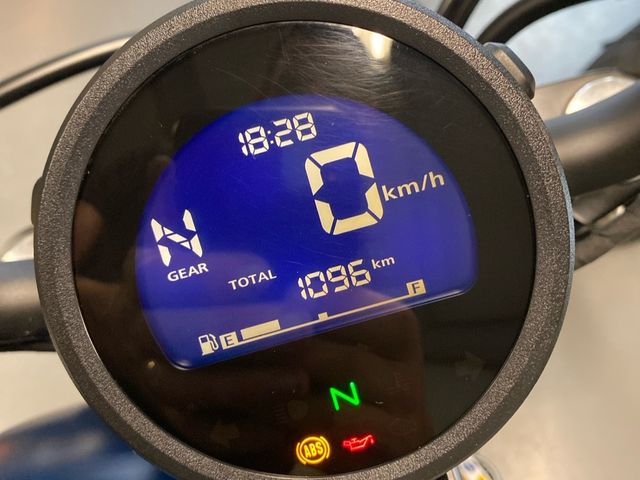 18:28
0 km/h
N
GEAR
TOTAL 1096 km
E F
N
ABS